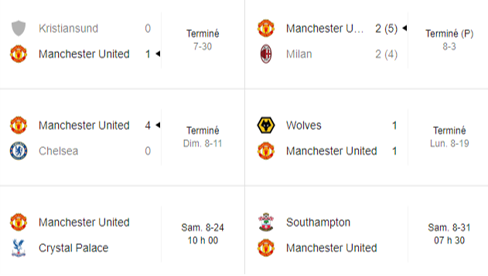 Kristiansund 0
Manchester United 1
Terminé
7-30
Manchester U... 2 (5)
Milan 2 (4)
Terminé (P)
8-3
Manchester United 4
Chelsea 0
Terminé
Dim. 8-11
Wolves 1
Manchester United 1
Terminé
Lun. 8-19
Manchester United
Crystal Palace
Sam. 8-24
10 h 00
Southampton
Manchester United
Sam. 8-31
07 h 30